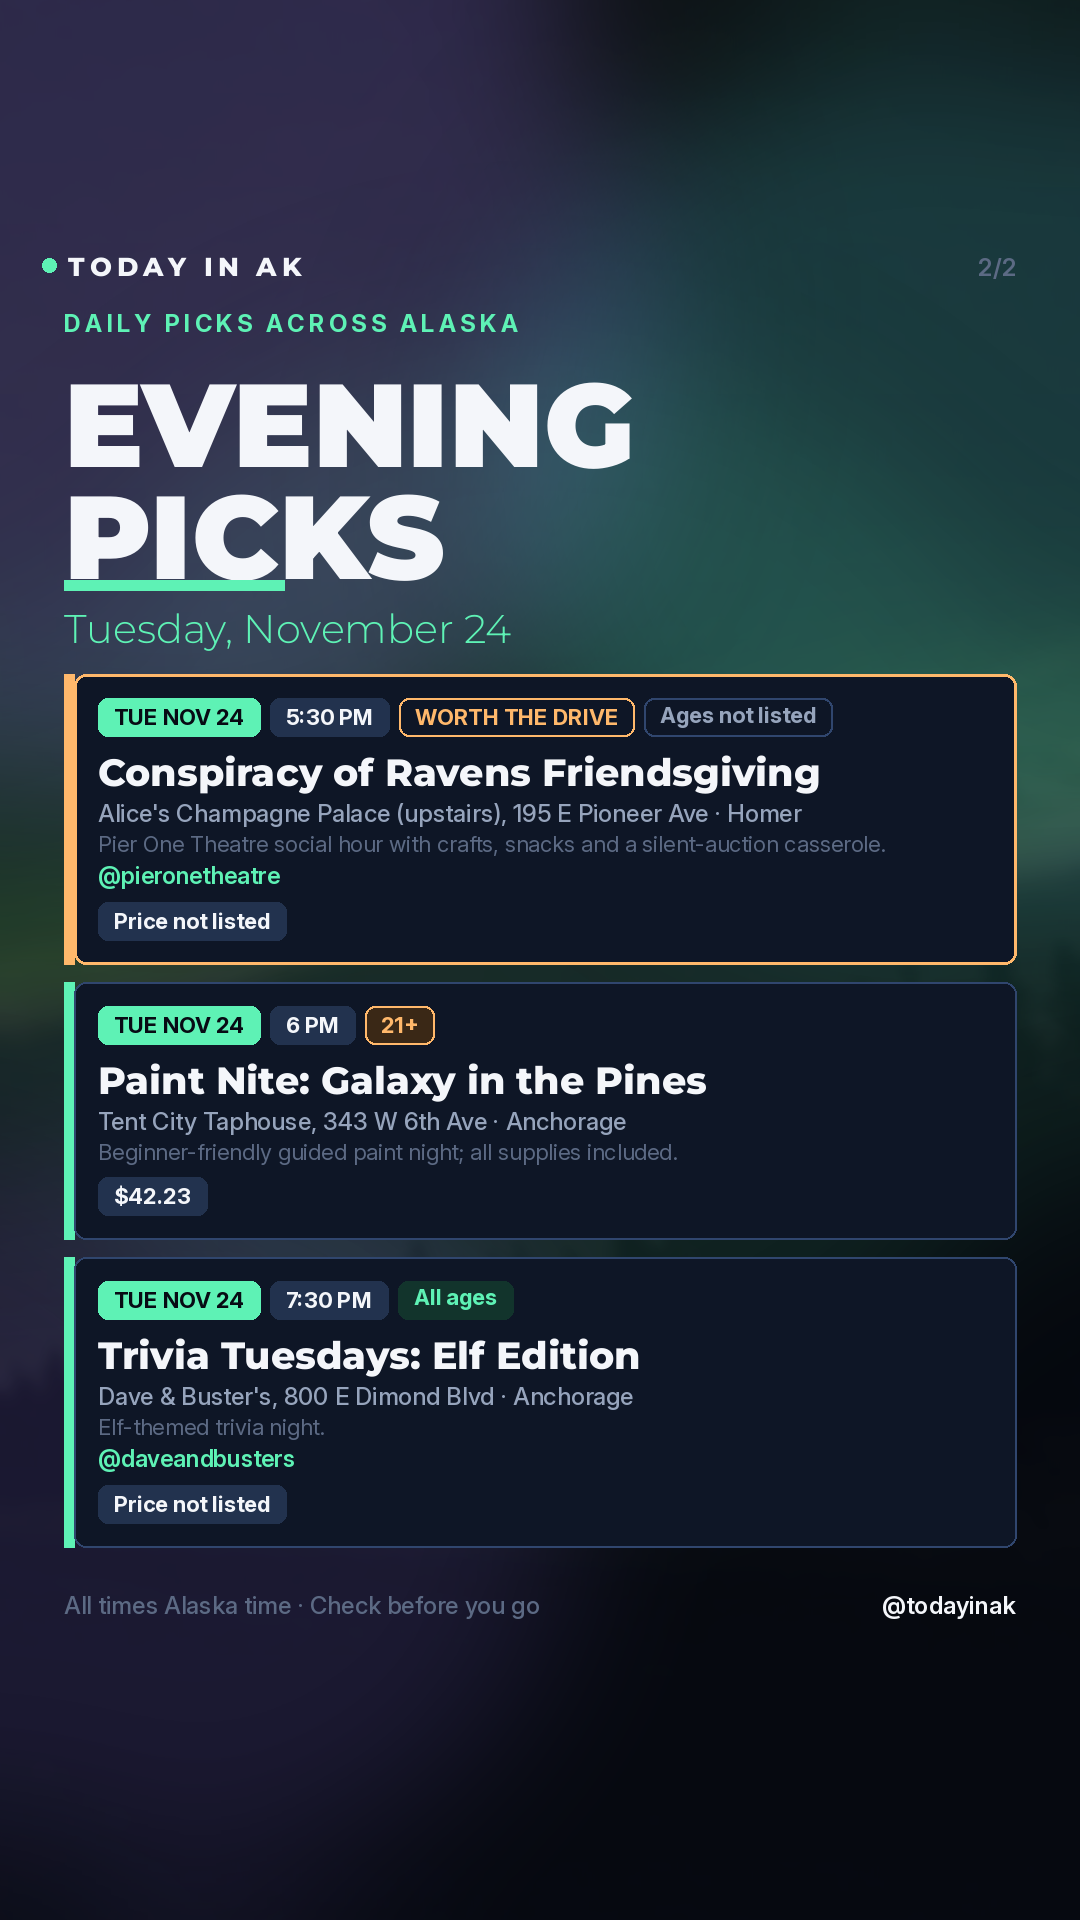 TODAY IN AK
2/2
DAILY PICKS ACROSS ALASKA
EVENING
PICKS
Tuesday, November 24
TUE NOV 24 5:30 PM WORTH THE DRIVE Ages not listed
Conspiracy of Ravens Friendsgiving
Alice's Champagne Palace (upstairs), 195 E Pioneer Ave · Homer
Pier One Theatre social hour with crafts, snacks and a silent-auction casserole.
@pieronetheatre
Price not listed
TUE NOV 24 6 PM 21+
Paint Nite: Galaxy in the Pines
Tent City Taphouse, 343 W 6th Ave · Anchorage
Beginner-friendly guided paint night; all supplies included.
$42.23
TUE NOV 24 7:30 PM All ages
Trivia Tuesdays: Elf Edition
Dave & Buster's, 800 E Dimond Blvd · Anchorage
Elf-themed trivia night.
@daveandbusters
Price not listed
All times Alaska time · Check before you go
@todayinak